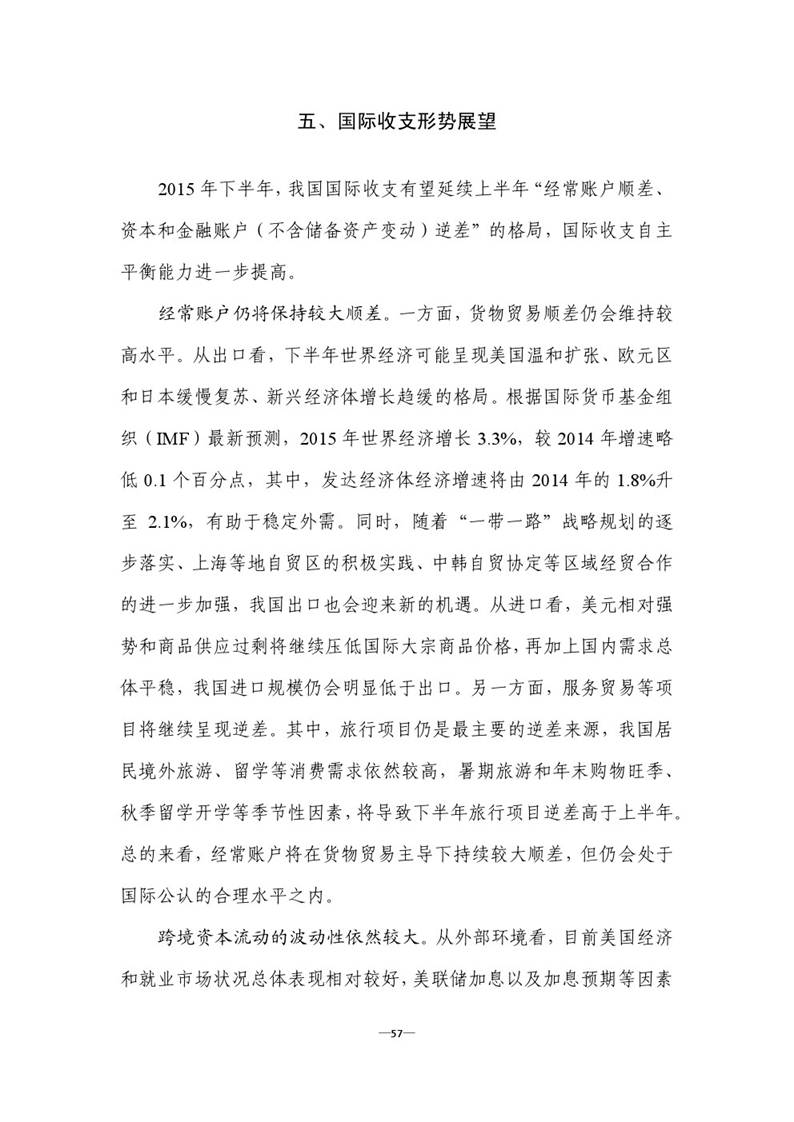 五、国际收支形势展望
2015 年下半年，我国国际收支有望延续上半年“经常账户顺差、
资本和金融账户（不含储备资产变动）逆差”的格局，国际收支自主
平衡能力进一步提高。
经常账户仍将保持较大顺差。一方面，货物贸易顺差仍会维持较
高水平。从出口看，下半年世界经济可能呈现美国温和扩张、欧元区
和日本缓慢复苏、新兴经济体增长趋缓的格局。根据国际货币基金组
织（IMF）最新预测，2015 年世界经济增长 3.3%，较 2014 年增速略
低 0.1 个百分点，其中，发达经济体经济增速将由 2014 年的 1.8%升
至 2.1%，有助于稳定外需。同时，随着“一带一路”战略规划的逐
步落实、上海等地自贸区的积极实践、中韩自贸协定等区域经贸合作
的进一步加强，我国出口也会迎来新的机遇。从进口看，美元相对强
势和商品供应过剩将继续压低国际大宗商品价格，再加上国内需求总
体平稳，我国进口规模仍会明显低于出口。另一方面，服务贸易等项
目将继续呈现逆差。其中，旅行项目仍是最主要的逆差来源，我国居
民境外旅游、留学等消费需求依然较高，暑期旅游和年末购物旺季、
秋季留学开学等季节性因素，将导致下半年旅行项目逆差高于上半年。
总的来看，经常账户将在货物贸易主导下持续较大顺差，但仍会处于
国际公认的合理水平之内。
跨境资本流动的波动性依然较大。从外部环境看，目前美国经济
和就业市场状况总体表现相对较好，美联储加息以及加息预期等因素
—57—